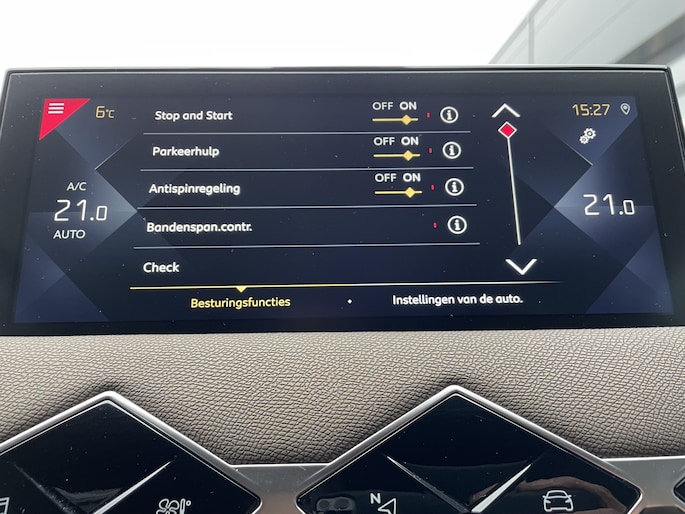 6°C
15:27
Stop and Start OFF ON
Parkeerhulp OFF ON
Antispinregeling OFF ON
Bandenspan.contr.
Check
A/C
21.0
AUTO
21.0
Besturingsfuncties
Instellingen van de auto.
N